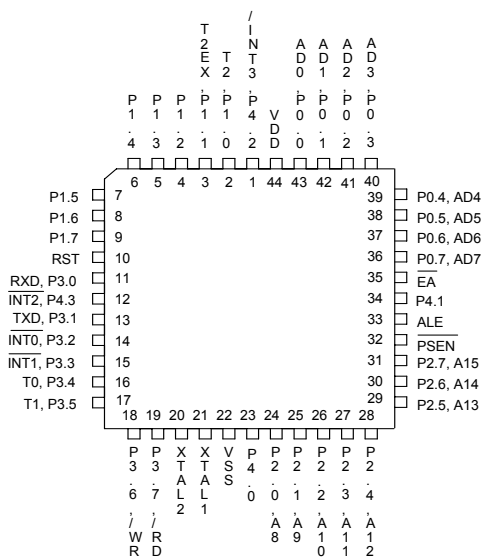 P1.4
P1.3
P1.2
T2EX,P1.1
T2,P1.0
/INT3,P4.2
VDD
AD0,P0.0
AD1,P0.1
AD2,P0.2
AD3,P0.3
6 5 4 3 2 1 44 43 42 41 40
P1.5 7
P1.6 8
P1.7 9
RST 10
RXD, P3.0 11
INT2, P4.3 12
TXD, P3.1 13
INT0, P3.2 14
INT1, P3.3 15
T0, P3.4 16
T1, P3.5 17
39 P0.4, AD4
38 P0.5, AD5
37 P0.6, AD6
36 P0.7, AD7
35 EA
34 P4.1
33 ALE
32 PSEN
31 P2.7, A15
30 P2.6, A14
29 P2.5, A13
18 19 20 21 22 23 24 25 26 27 28
P3.6,/WR
P3.7,/RD
XTAL2
XTAL1
VSS
P4.0
P2.0,A8
P2.1,A9
P2.2,A10
P2.3,A11
P2.4,A12